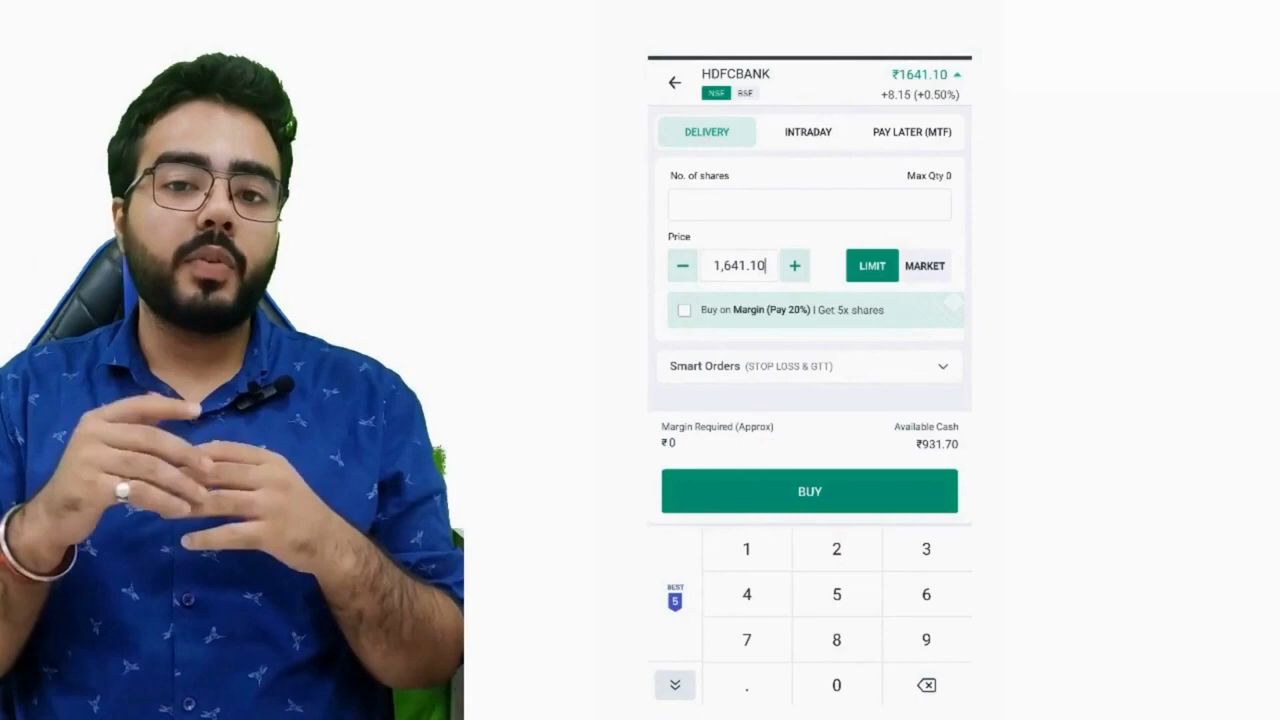 HDFCBANK
₹1641.10
NSE BSE
+8.15 (+0.50%)
DELIVERY
INTRADAY
PAY LATER (MTF)
No. of shares
Max Qty 0
Price
− 1,641.10 +
LIMIT MARKET
Buy on Margin (Pay 20%) | Get 5x shares
Smart Orders (STOP LOSS & GTT)
Margin Required (Approx)
Available Cash
₹0
₹931.70
BUY
1 2 3
BEST
5
4 5 6
7 8 9
. 0